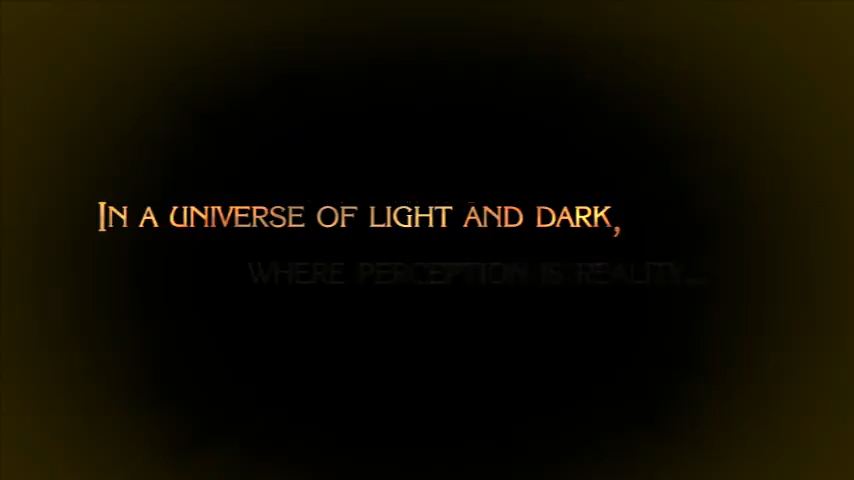 In a universe of light and dark,
where perception is reality...